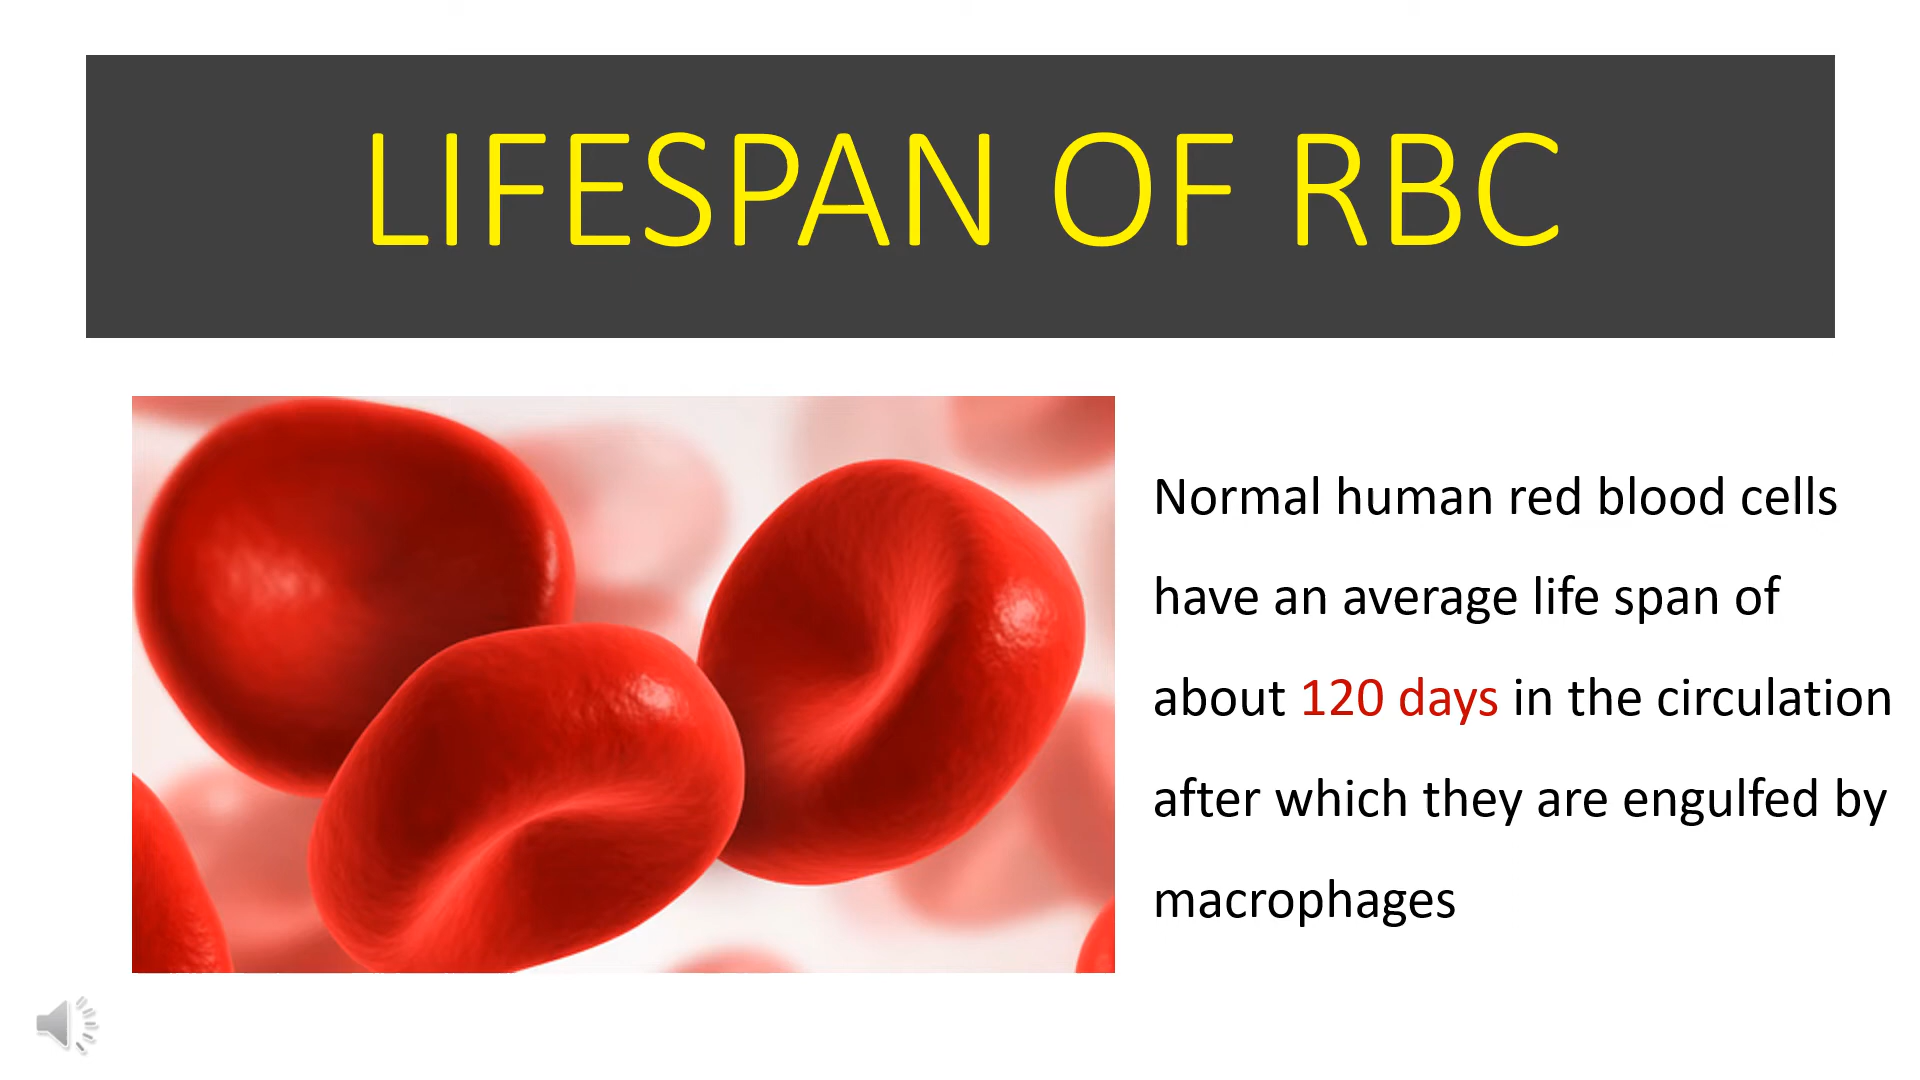 LIFESPAN OF RBC
Normal human red blood cells
have an average life span of
about 120 days in the circulation
after which they are engulfed by
macrophages